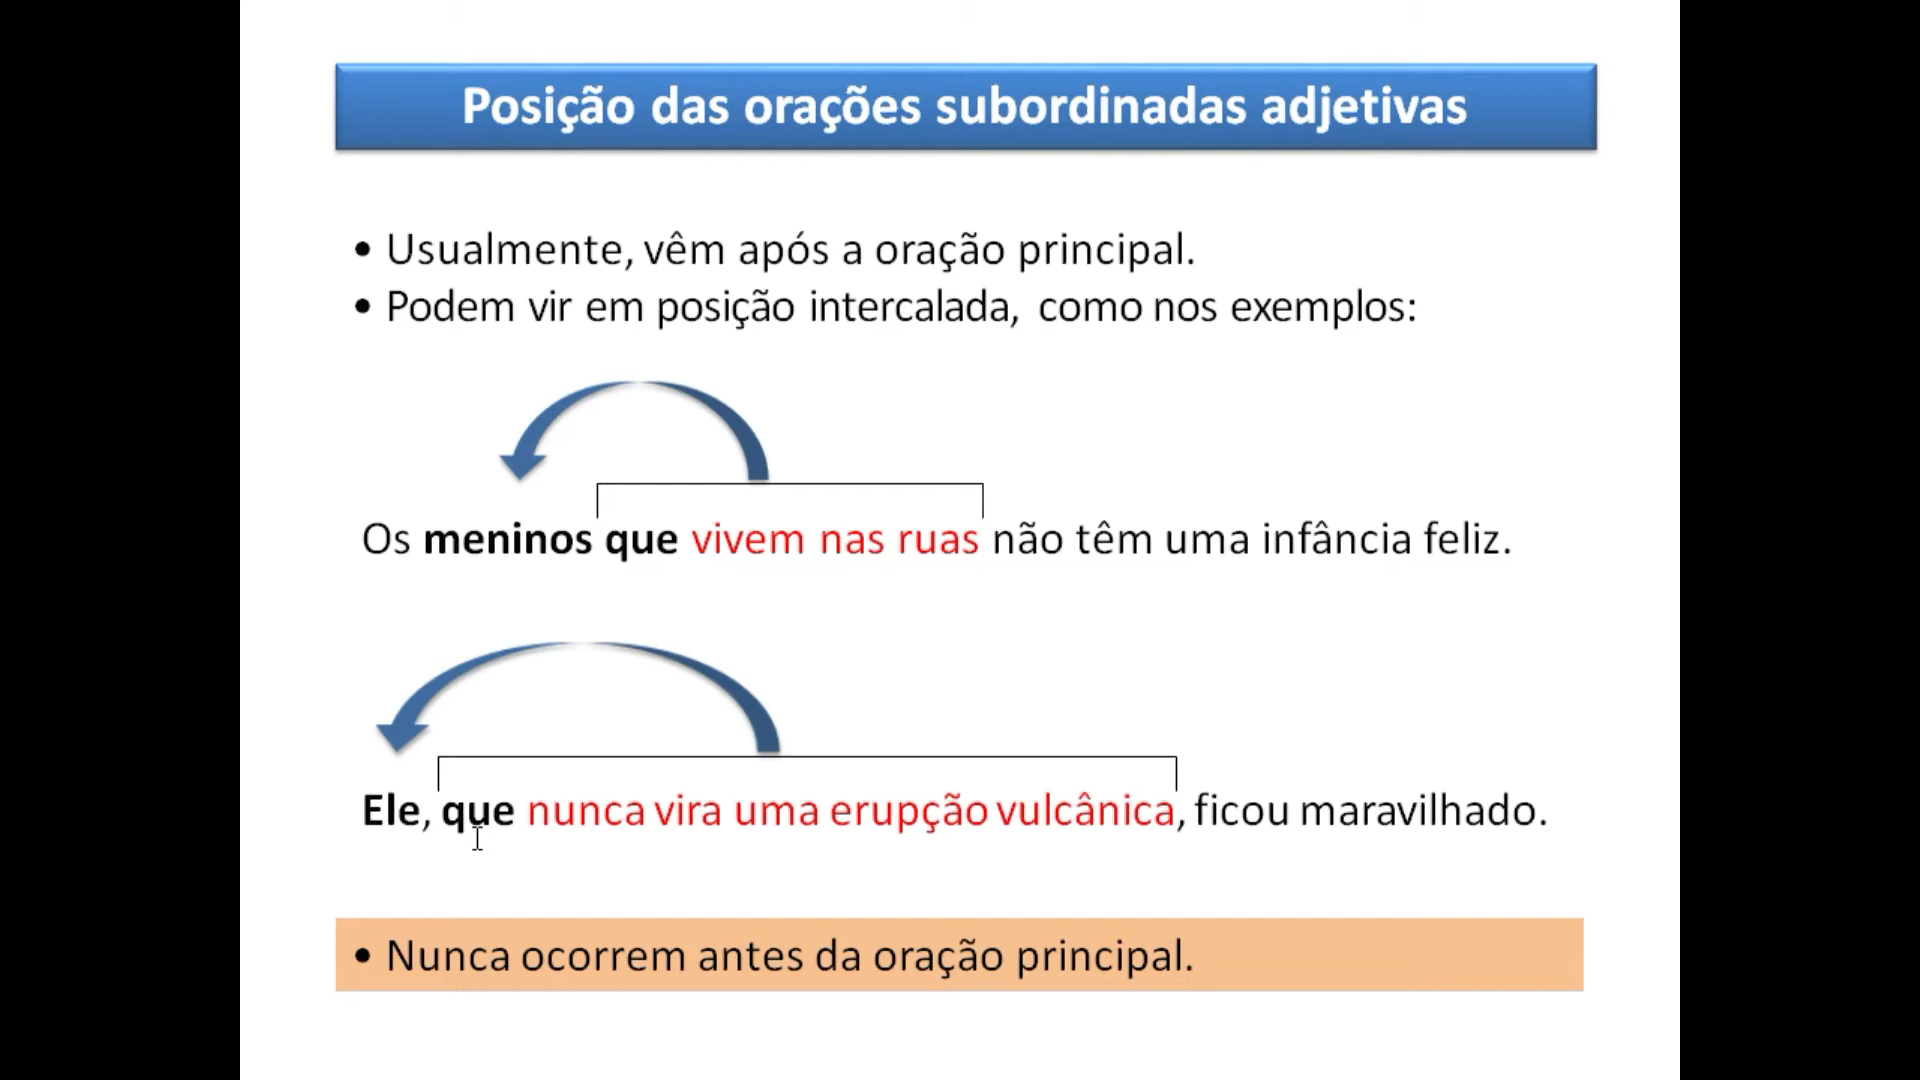 Posição das orações subordinadas adjetivas
• Usualmente, vêm após a oração principal.
• Podem vir em posição intercalada, como nos exemplos:
Os meninos que vivem nas ruas não têm uma infância feliz.
Ele, que nunca vira uma erupção vulcânica, ficou maravilhado.
• Nunca ocorrem antes da oração principal.